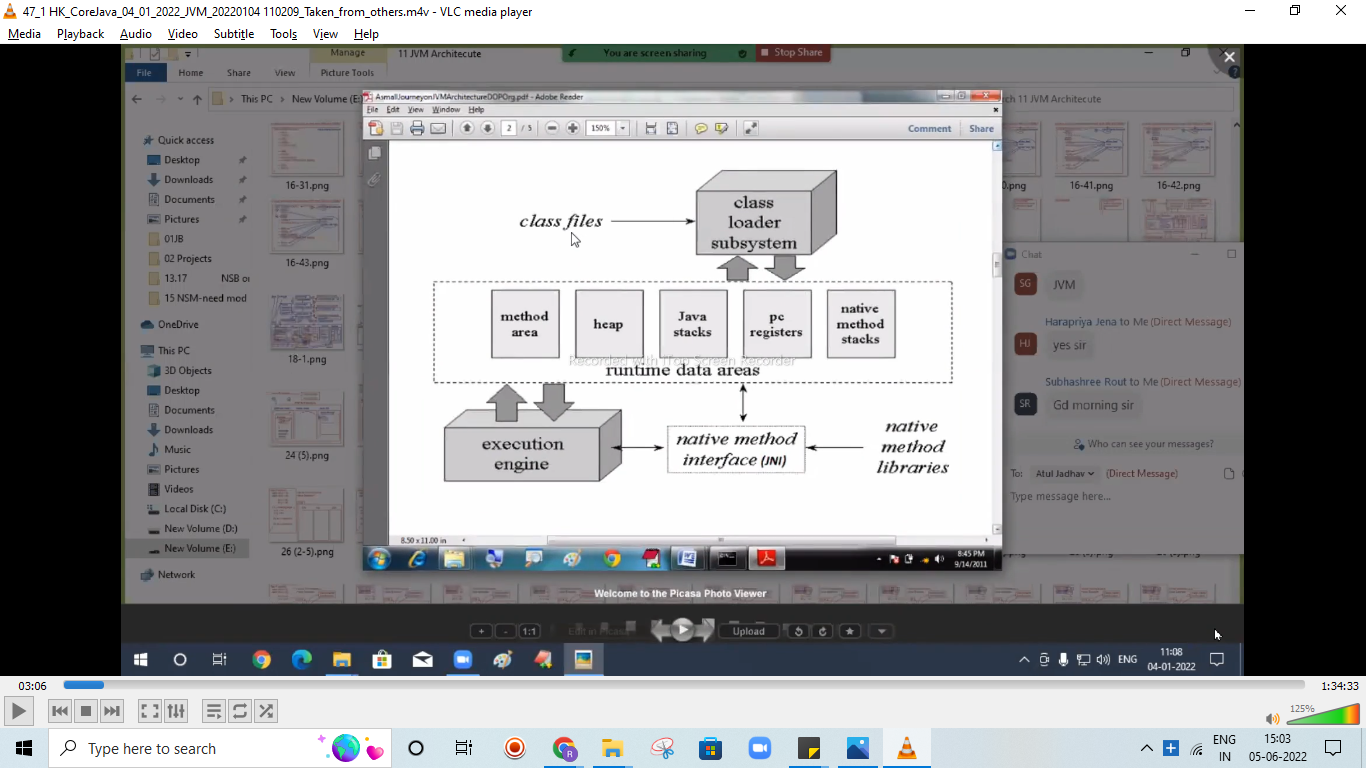 47_1 HK_CoreJava_04_01_2022_JVM_20220104 110209_Taken_from_others.m4v - VLC media player
Media Playback Audio Video Subtitle Tools View Help
Manage 11 JVM Architecute
You are screen sharing Stop Share
File Home Share View Picture Tools
This PC New Volume (E: rch 11 JVM Architecute
AsmalJourneyonJVMArchitectureDOPOrg.pdf - Adobe Reader
File Edit View Window Help
2 / 5 150% Comment Share
Quick access
Desktop
Downloads
Documents
Pictures
01JB
02 Projects
13.17 NSB or
15 NSM-need mod
OneDrive
This PC
3D Objects
Desktop
Documents
Downloads
Music
Pictures
Videos
Local Disk (C:)
New Volume (D:)
New Volume (E:)
Network
16-31.png
16-43.png
18-1.png
24 (5).png
26 (2-5).png
0.png 16-41.png 16-42.png
class files
class
loader
subsystem
method
area
heap
Java
stacks
pc
registers
native
method
stacks
Recorded with iTop Screen Recorder
runtime data areas
execution
engine
native method
interface (JNI)
native
method
libraries
8.50 x 11.00 in
8:45 PM
9/14/2011
Chat
SG JVM
Harapriya Jena to Me (Direct Message)
HJ yes sir
Subhashree Rout to Me (Direct Message)
SR Gd morning sir
Who can see your messages?
To: Atul Jadhav (Direct Message)
Type message here...
Welcome to the Picasa Photo Viewer
+ - 1:1 Edit in Picasa Upload
ENG 11:08
04-01-2022
03:06 1:34:33
125%
Type here to search
ENG 15:03
IN 05-06-2022